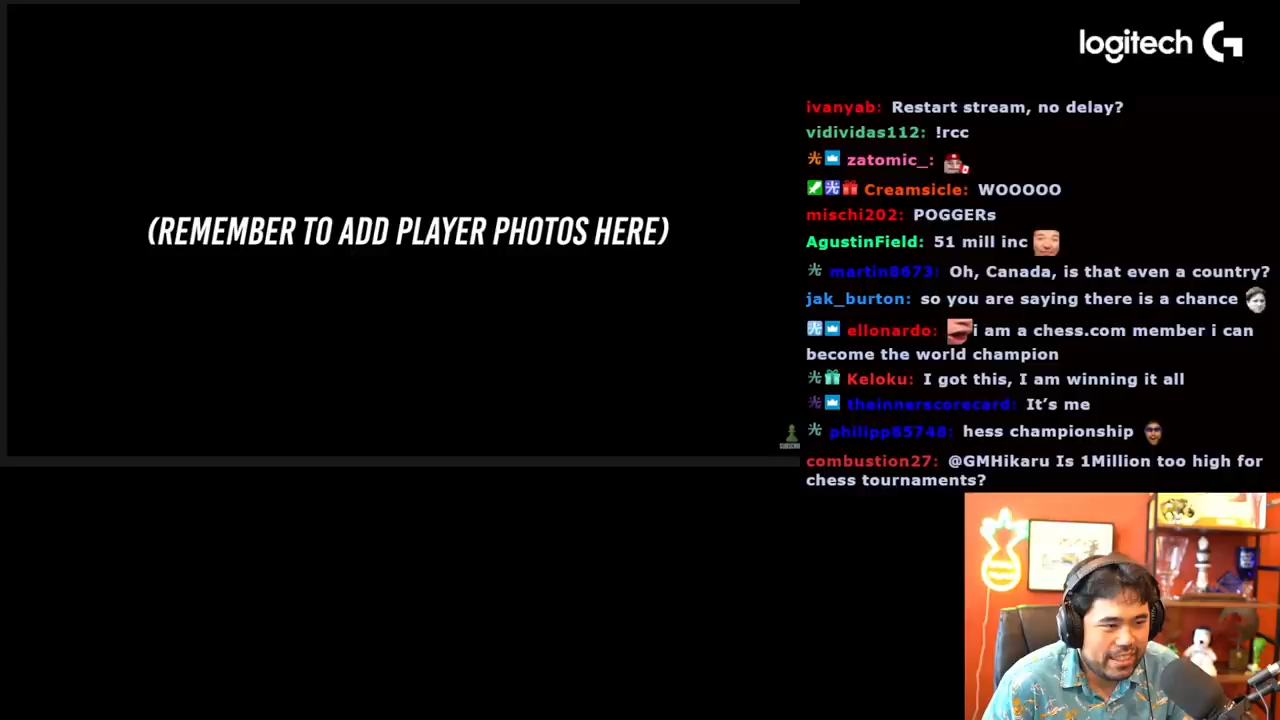 logitech G
(REMEMBER TO ADD PLAYER PHOTOS HERE)
ivanyab: Restart stream, no delay?
vidividas112: !rcc
zatomic_:
Creamsicle: WOOOOO
mischi202: POGGERs
AgustinField: 51 mill inc
martin8673: Oh, Canada, is that even a country?
jak_burton: so you are saying there is a chance
ellonardo: i am a chess.com member i can
become the world champion
Keloku: I got this, I am winning it all
theinnerscorecard: It’s me
philipp85748: hess championship
combustion27: @GMHikaru Is 1Million too high for
chess tournaments?